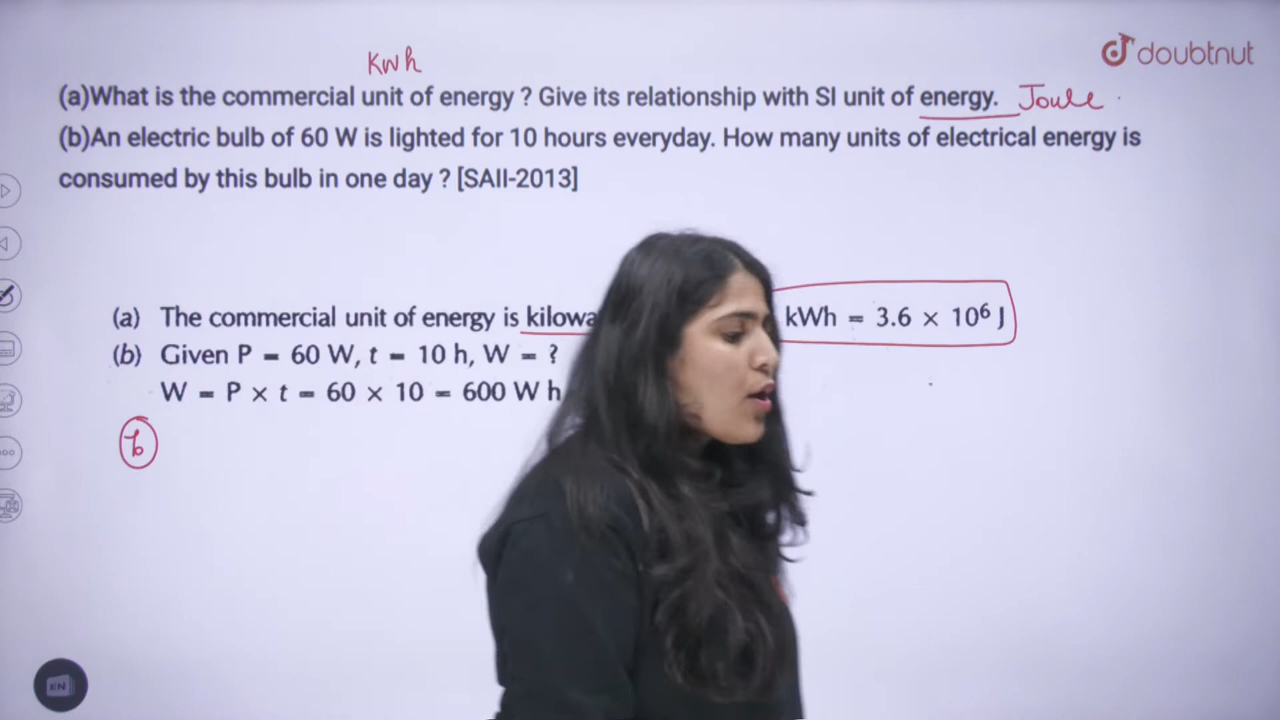 Kwh
doubtnut
(a)What is the commercial unit of energy ? Give its relationship with SI unit of energy. Joule
(b)An electric bulb of 60 W is lighted for 10 hours everyday. How many units of electrical energy is
consumed by this bulb in one day ? [SAII-2013]
(a) The commercial unit of energy is kWh = 3.6 × 10⁶ J
(b) Given P = 60 W, t = 10 h, W = ?
W = P × t = 60 × 10 = 600 W h
b
EN